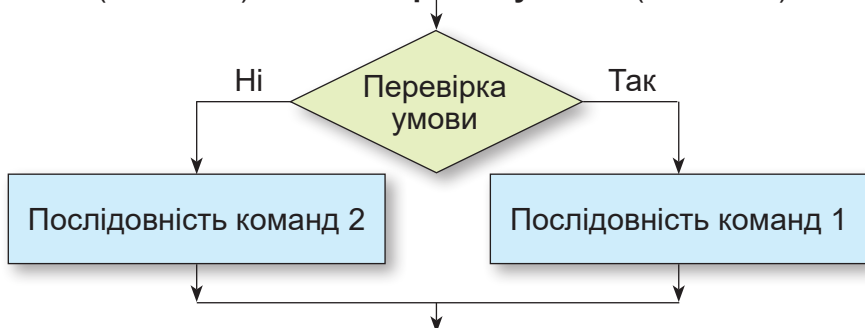 Ні
Так
Перевірка
умови
Послідовність команд 2
Послідовність команд 1